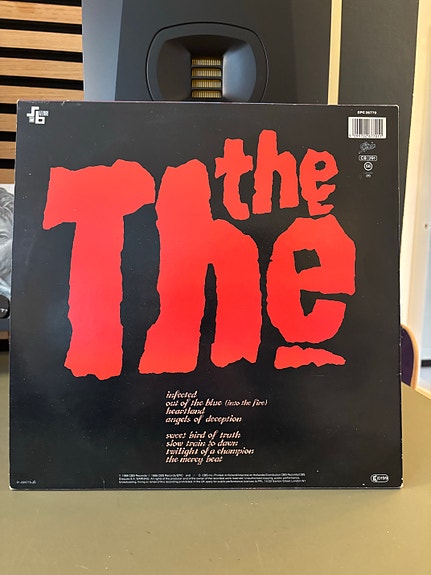 EPC 26770
the
The
infected
out of the blue (into the fire)
heartland
angels of deception
sweet bird of truth
slow train to dawn
twilight of a champion
the mercy beat